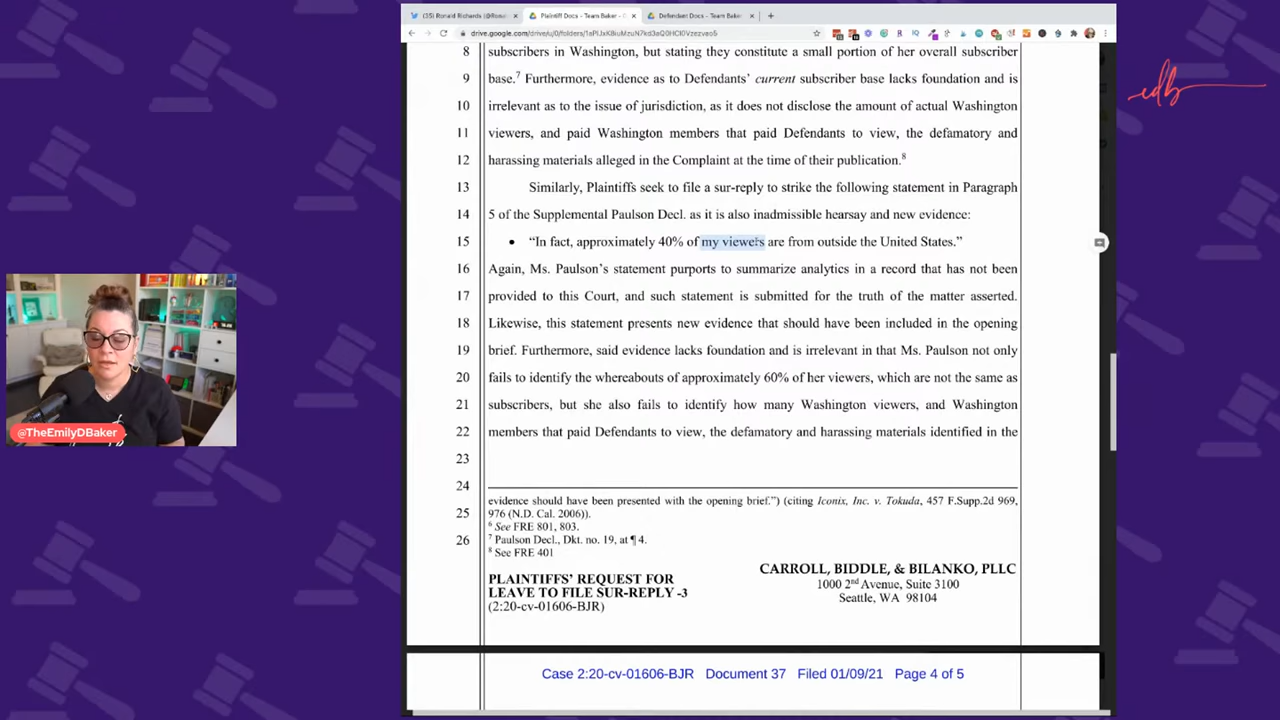 (35) Ronald Richards (@Ronal
Plaintiff Docs - Team Baker - G
Defendant Docs - Team Baker
edb
8 subscribers in Washington, but stating they constitute a small portion of her overall subscriber
9 base.7 Furthermore, evidence as to Defendants' current subscriber base lacks foundation and is
10 irrelevant as to the issue of jurisdiction, as it does not disclose the amount of actual Washington
11 viewers, and paid Washington members that paid Defendants to view, the defamatory and
12 harassing materials alleged in the Complaint at the time of their publication.8
13 Similarly, Plaintiffs seek to file a sur-reply to strike the following statement in Paragraph
14 5 of the Supplemental Paulson Decl. as it is also inadmissible hearsay and new evidence:
15 • “In fact, approximately 40% of my viewers are from outside the United States.”
16 Again, Ms. Paulson's statement purports to summarize analytics in a record that has not been
17 provided to this Court, and such statement is submitted for the truth of the matter asserted.
18 Likewise, this statement presents new evidence that should have been included in the opening
19 brief. Furthermore, said evidence lacks foundation and is irrelevant in that Ms. Paulson not only
20 fails to identify the whereabouts of approximately 60% of her viewers, which are not the same as
21 subscribers, but she also fails to identify how many Washington viewers, and Washington
22 members that paid Defendants to view, the defamatory and harassing materials identified in the
23
24
evidence should have been presented with the opening brief.”) (citing Iconix, Inc. v. Tokuda, 457 F.Supp.2d 969,
25 976 (N.D. Cal. 2006)).
6 See FRE 801, 803.
26 7 Paulson Decl., Dkt. no. 19, at ¶ 4.
8 See FRE 401
PLAINTIFFS' REQUEST FOR
LEAVE TO FILE SUR-REPLY -3
(2:20-cv-01606-BJR)
CARROLL, BIDDLE, & BILANKO, PLLC
1000 2nd Avenue, Suite 3100
Seattle, WA 98104
Case 2:20-cv-01606-BJR Document 37 Filed 01/09/21 Page 4 of 5
@TheEmilyDBaker